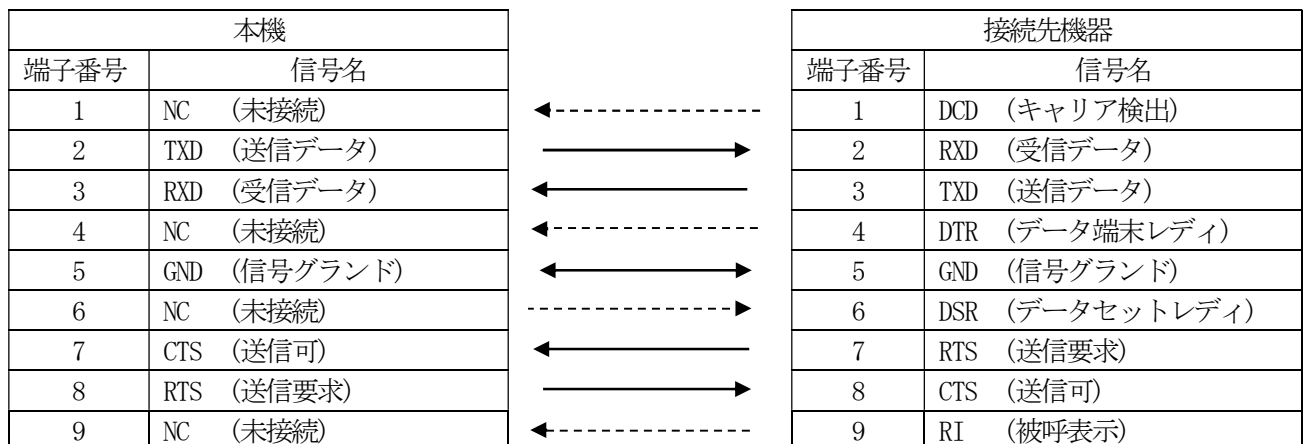 本機 接続先機器
端子番号 信号名 端子番号 信号名
1 NC (未接続) 1 DCD (キャリア検出)
2 TXD (送信データ) 2 RXD (受信データ)
3 RXD (受信データ) 3 TXD (送信データ)
4 NC (未接続) 4 DTR (データ端末レディ)
5 GND (信号グランド) 5 GND (信号グランド)
6 NC (未接続) 6 DSR (データセットレディ)
7 CTS (送信可) 7 RTS (送信要求)
8 RTS (送信要求) 8 CTS (送信可)
9 NC (未接続) 9 RI (被呼表示)